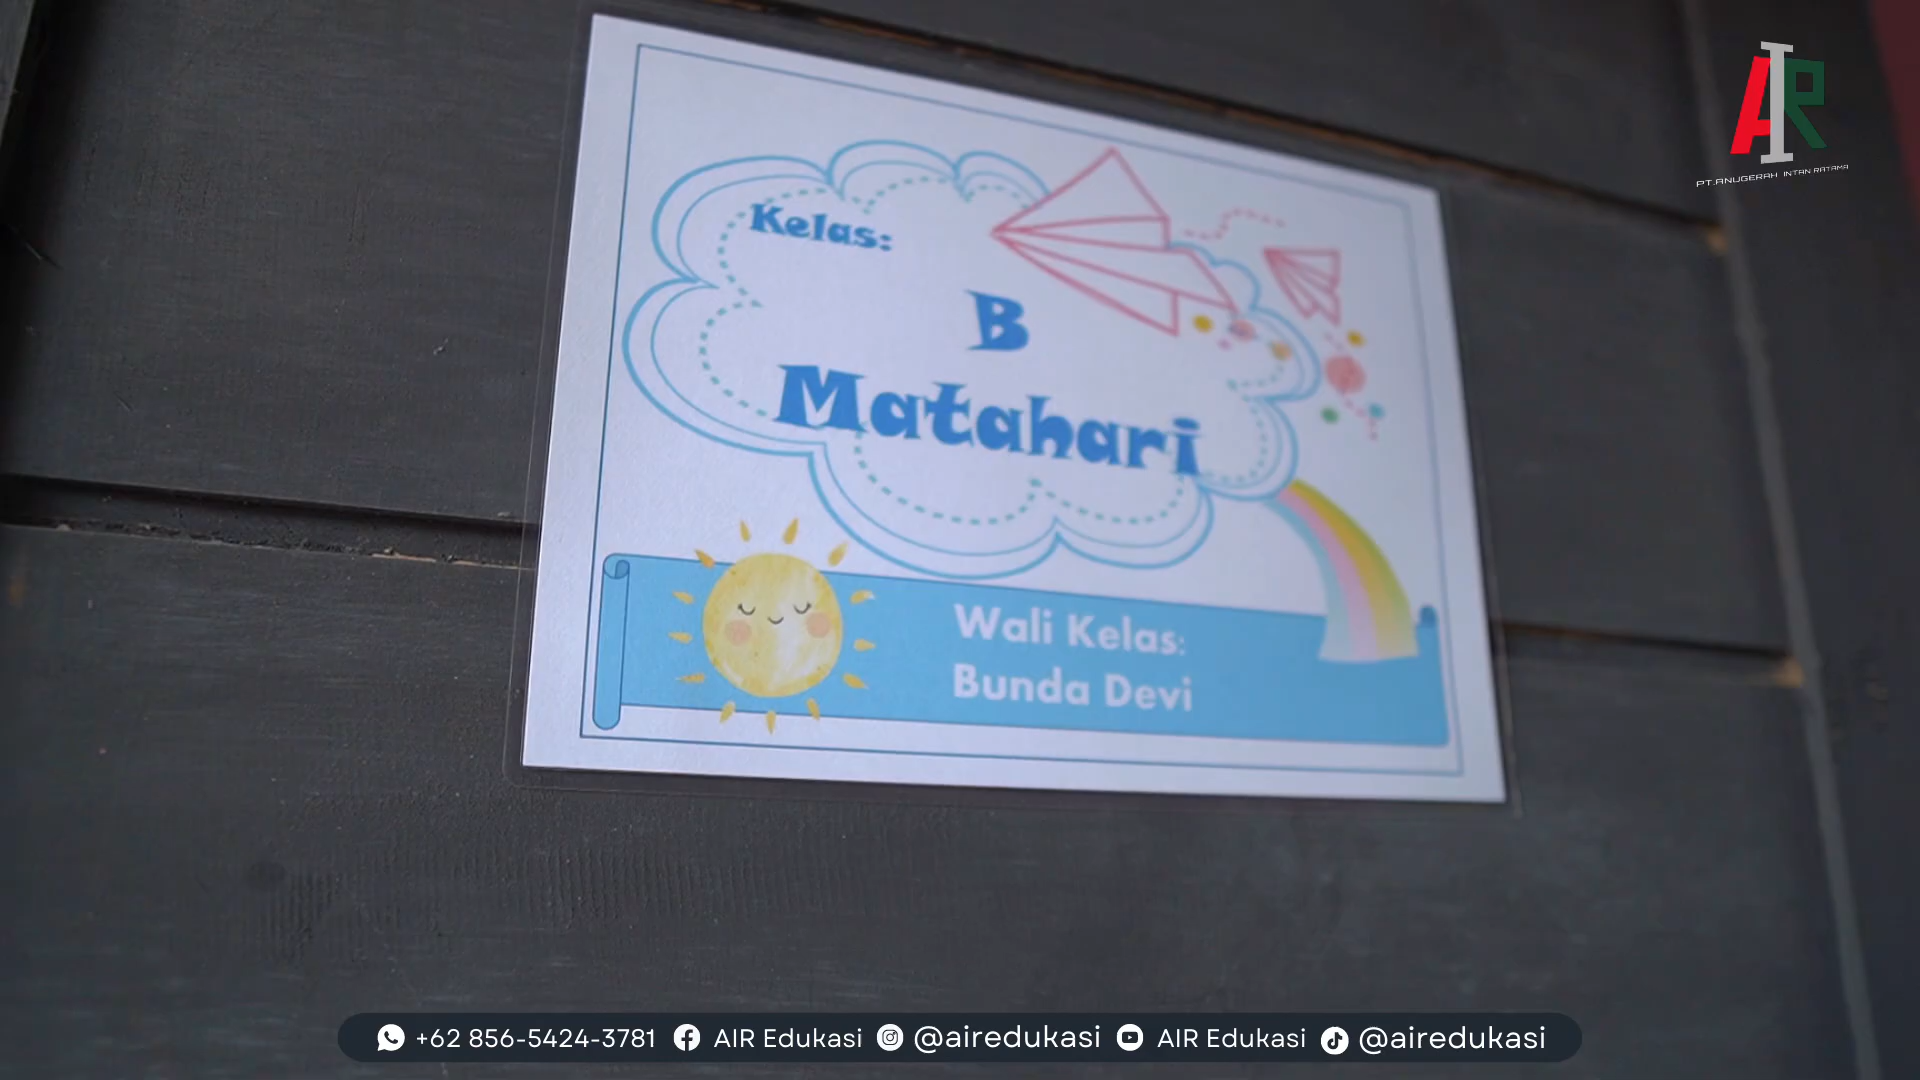 AIR
PT.ANUGERAH INTAN RATAMA
Kelas:
B
Matahari
Wali Kelas:
Bunda Devi
+62 856-5424-3781 AIR Edukasi @airedukasi AIR Edukasi @airedukasi